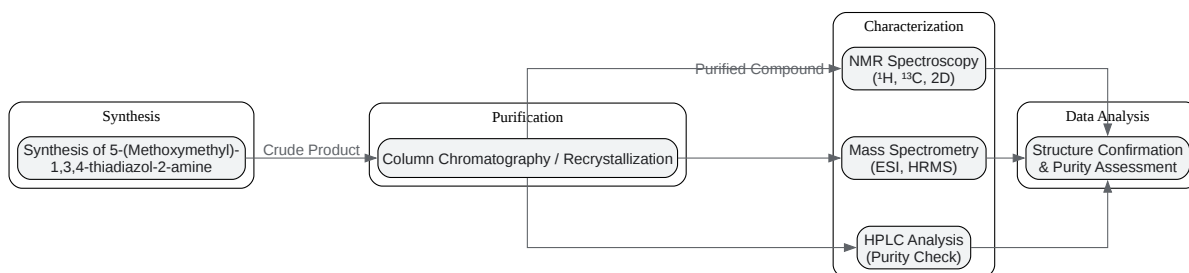 Synthesis
Synthesis of 5-(Methoxymethyl)-
1,3,4-thiadiazol-2-amine
Crude Product
Purification
Column Chromatography / Recrystallization
Purified Compound
Characterization
NMR Spectroscopy
(¹H, ¹³C, 2D)
Mass Spectrometry
(ESI, HRMS)
HPLC Analysis
(Purity Check)
Data Analysis
Structure Confirmation
& Purity Assessment